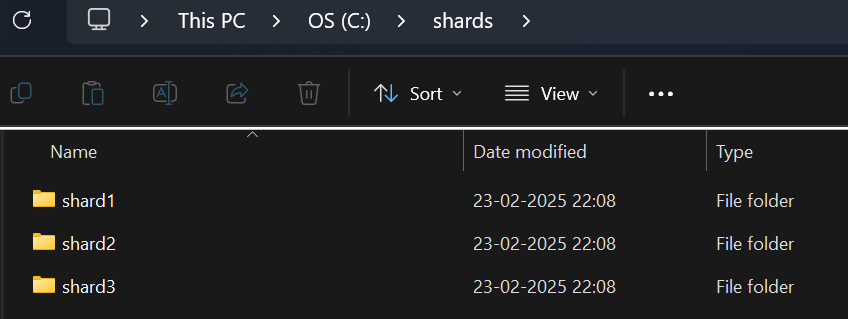 This PC > OS (C:) > shards >
Sort View
Name Date modified Type
shard1 23-02-2025 22:08 File folder
shard2 23-02-2025 22:08 File folder
shard3 23-02-2025 22:08 File folder